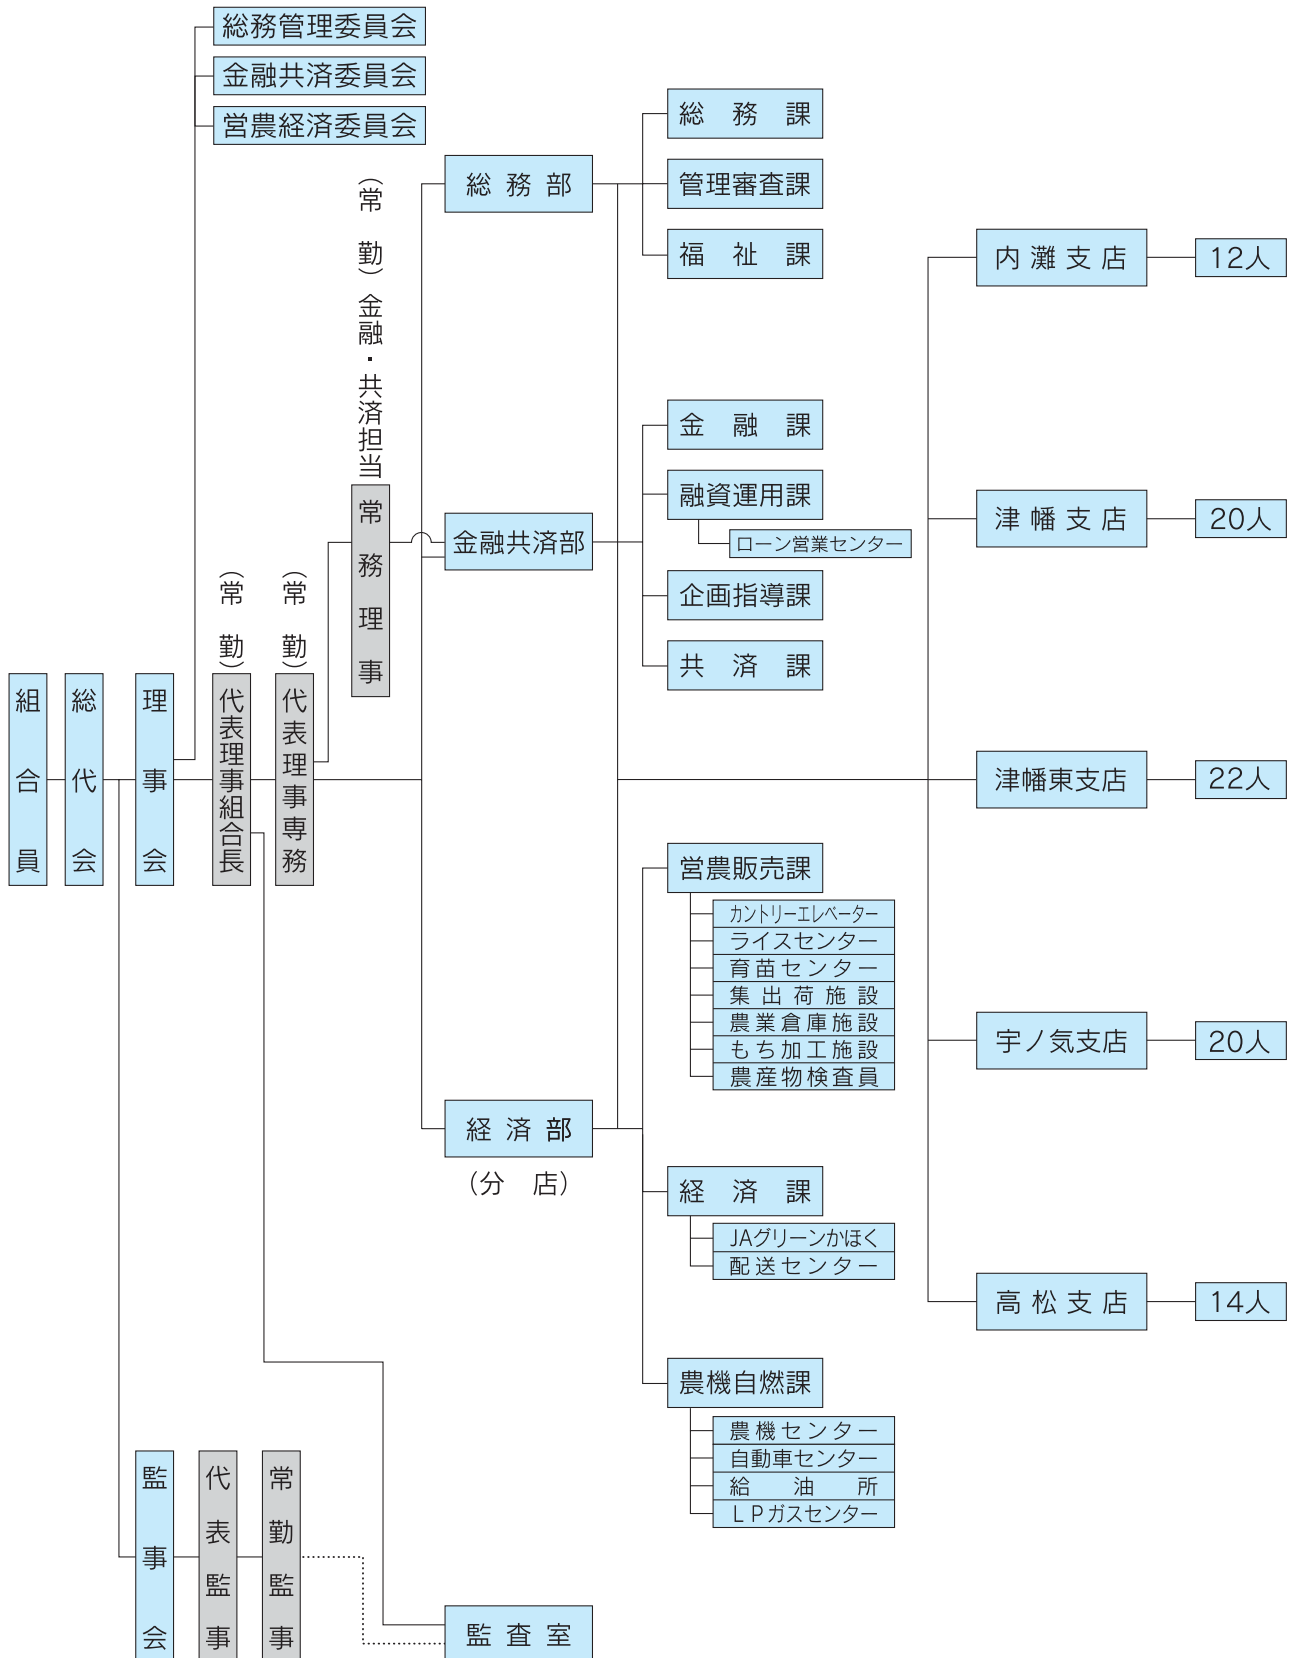 総務管理委員会
金融共済委員会
営農経済委員会
組合員
総代会
理事会
(常 勤)代表理事組合長
(常 勤)代表理事専務
(常 勤)金融・共済担当
常務理事
総務部
総務課
管理審査課
福祉課
金融共済部
金融課
融資運用課
ローン営業センター
企画指導課
共済課
経済部
(分 店)
営農販売課
カントリーエレベーター
ライスセンター
育苗センター
集出荷施設
農業倉庫施設
もち加工施設
農産物検査員
経済課
JAグリーンかほく
配送センター
農機自燃課
農機センター
自動車センター
給油所
LPガスセンター
内灘支店 12人
津幡支店 20人
津幡東支店 22人
宇ノ気支店 20人
高松支店 14人
監事会
代表監事
常勤監事
監査室